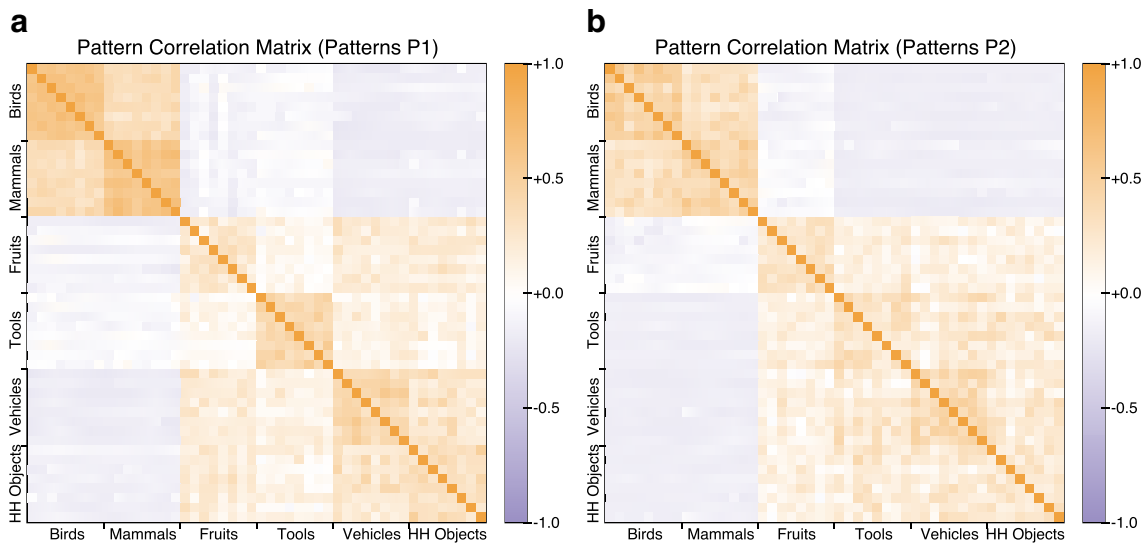 a
Pattern Correlation Matrix (Patterns P1)
Birds
Mammals
Fruits
Tools
Vehicles
HH Objects
Birds Mammals Fruits Tools Vehicles HH Objects
+1.0
+0.5
+0.0
-0.5
-1.0
b
Pattern Correlation Matrix (Patterns P2)
Birds
Mammals
Fruits
Tools
Vehicles
HH Objects
Birds Mammals Fruits Tools Vehicles HH Objects
+1.0
+0.5
+0.0
-0.5
-1.0